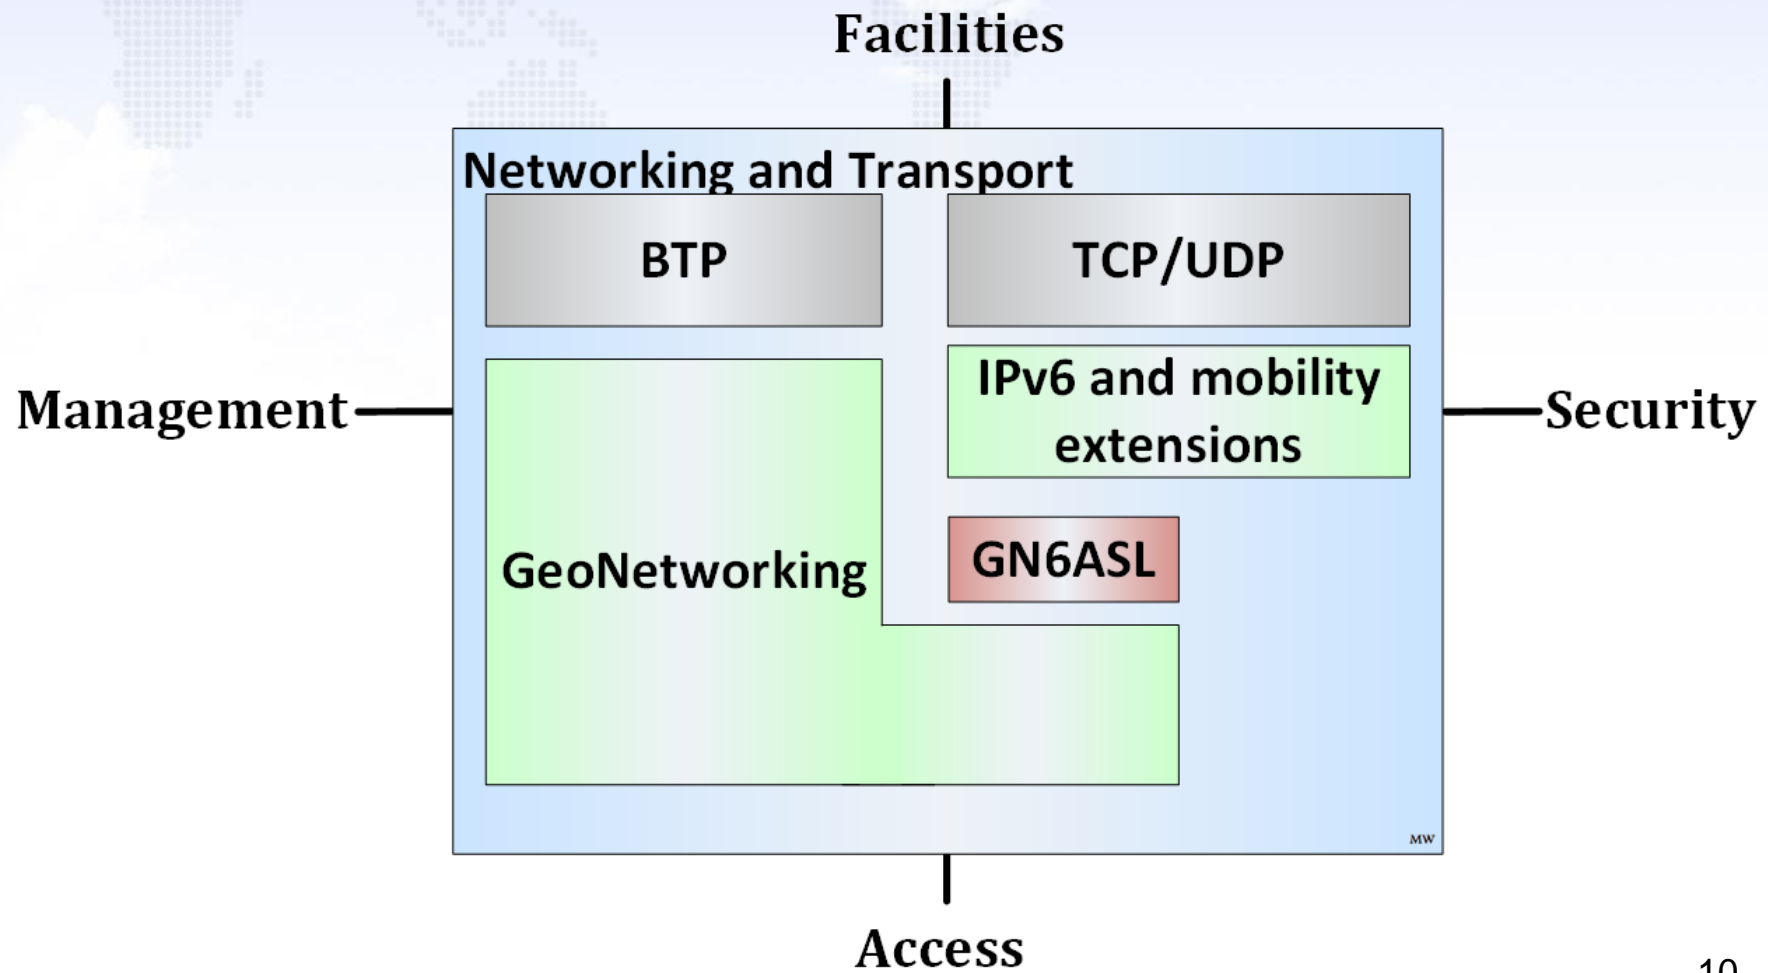 Facilities
Networking and Transport
BTP
TCP/UDP
IPv6 and mobility
extensions
Management
Security
GeoNetworking
GN6ASL
MW
Access
10